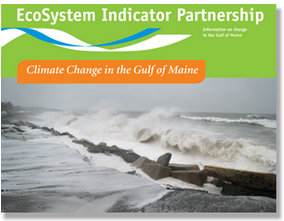 EcoSystem Indicator Partnership
Information on change
in the Gulf of Maine
Climate Change in the Gulf of Maine